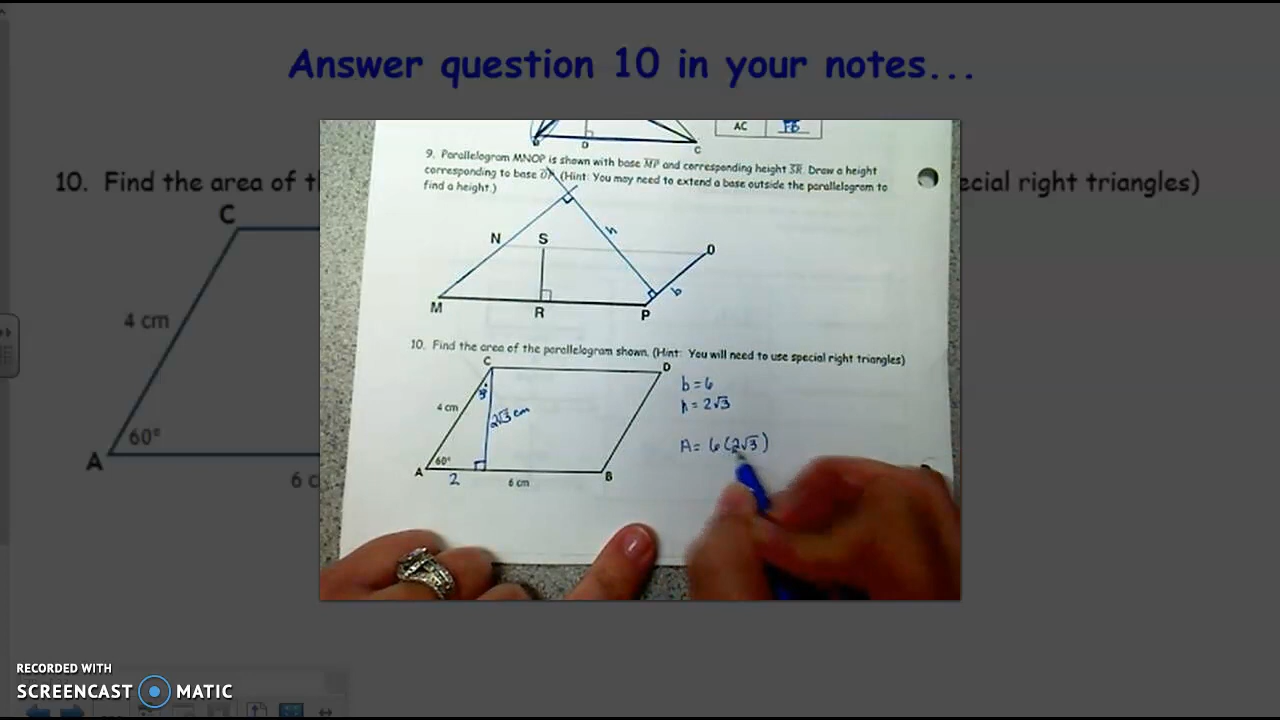 Answer question 10 in your notes...
10. Find the area of t
ecial right triangles)
C
4 cm
60°
A
6 c
AC
FB
D
C
9. Parallelogram MNOP is shown with base MP and corresponding height SR. Draw a height
corresponding to base OP. (Hint: You may need to extend a base outside the parallelogram to
find a height.)
h
N
S
O
b
M
R
P
10. Find the area of the parallelogram shown. (Hint: You will need to use special right triangles)
C
D
b = 6
4 cm
2√3 cm
h = 2√3
A = 6(2√3)
60°
A
2
6 cm
B
RECORDED WITH
SCREENCAST MATIC